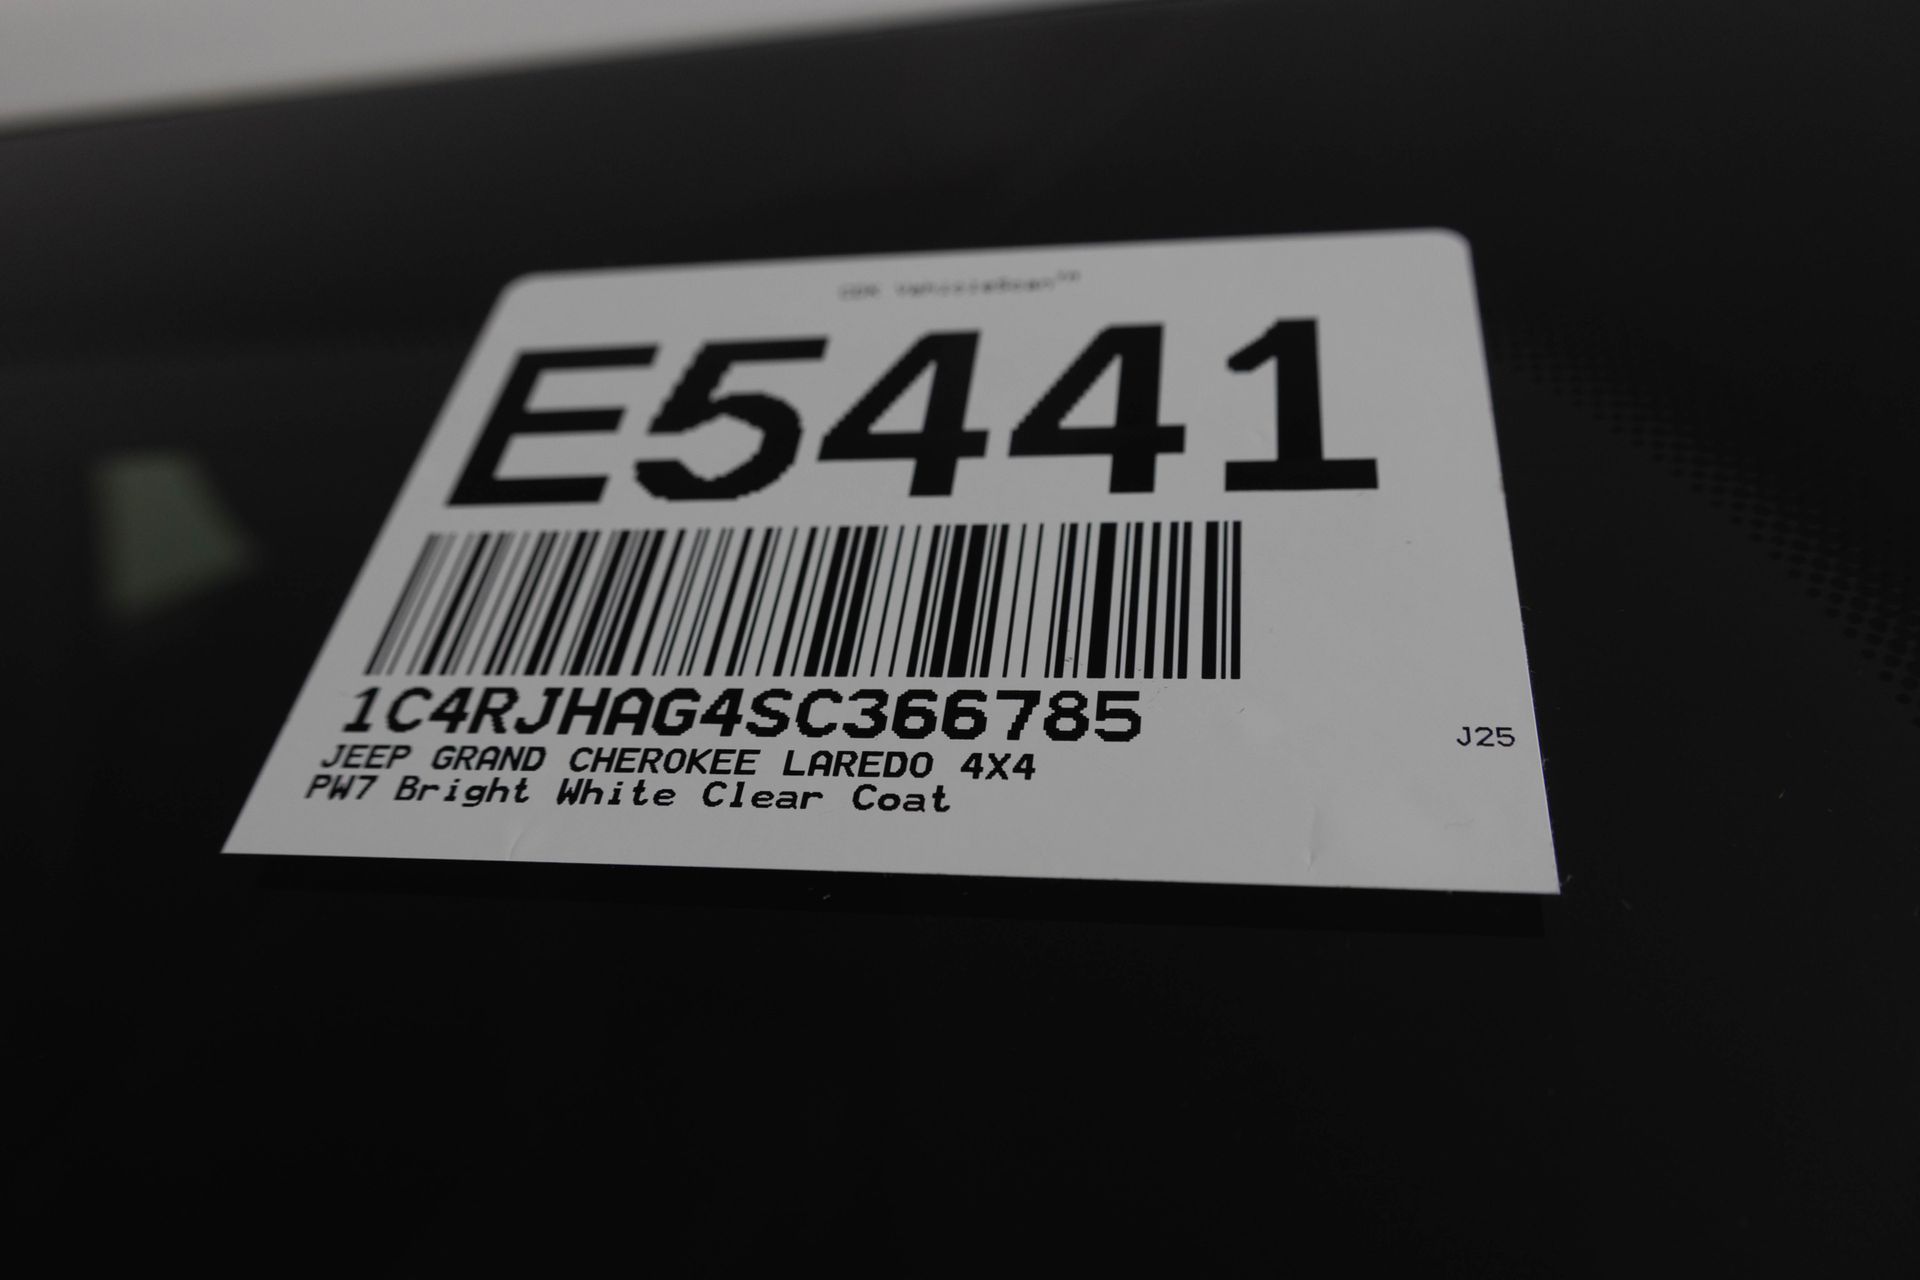 E5441
1C4RJHAG4SC366785
JEEP GRAND CHEROKEE LAREDO 4X4
J25
PW7 Bright White Clear Coat